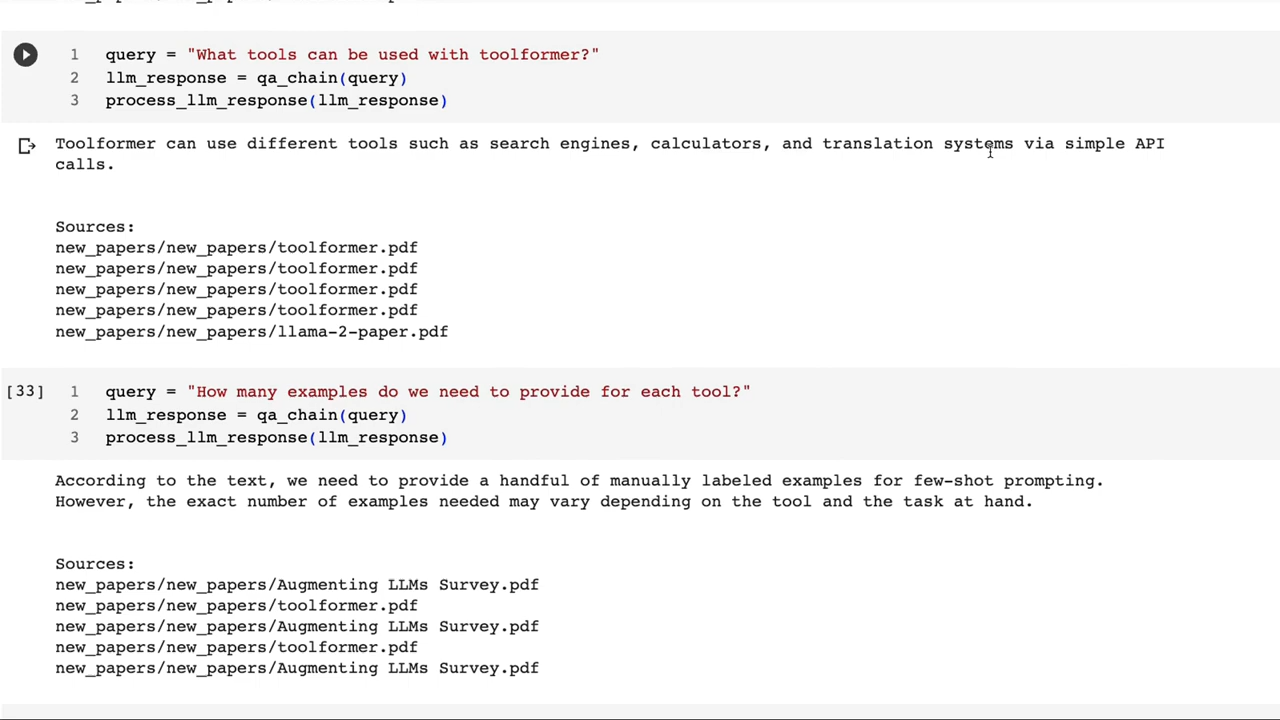 1 query = "What tools can be used with toolformer?"
2 llm_response = qa_chain(query)
3 process_llm_response(llm_response)
Toolformer can use different tools such as search engines, calculators, and translation systems via simple API
calls.
Sources:
new_papers/new_papers/toolformer.pdf
new_papers/new_papers/toolformer.pdf
new_papers/new_papers/toolformer.pdf
new_papers/new_papers/toolformer.pdf
new_papers/new_papers/llama-2-paper.pdf
[33] 1 query = "How many examples do we need to provide for each tool?"
2 llm_response = qa_chain(query)
3 process_llm_response(llm_response)
According to the text, we need to provide a handful of manually labeled examples for few-shot prompting.
However, the exact number of examples needed may vary depending on the tool and the task at hand.
Sources:
new_papers/new_papers/Augmenting LLMs Survey.pdf
new_papers/new_papers/toolformer.pdf
new_papers/new_papers/Augmenting LLMs Survey.pdf
new_papers/new_papers/toolformer.pdf
new_papers/new_papers/Augmenting LLMs Survey.pdf